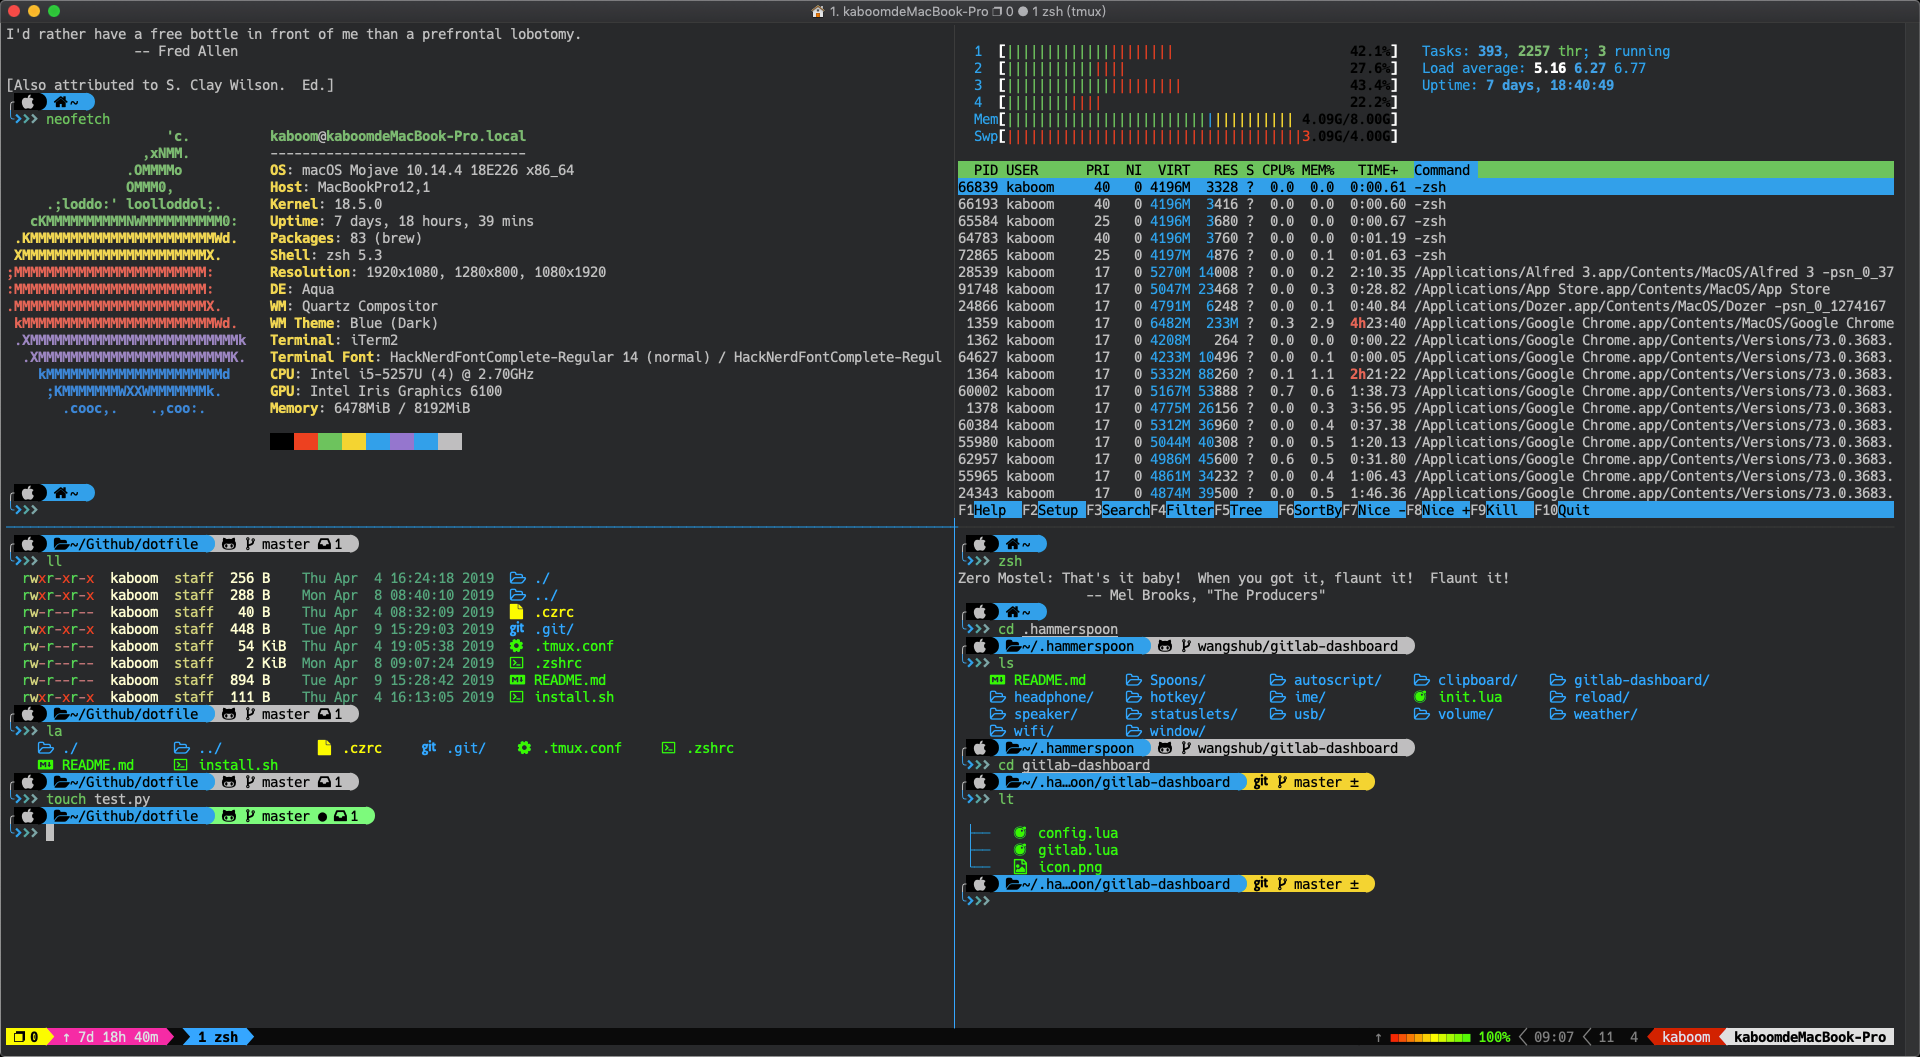 1. kaboomdeMacBook-Pro 0 ● 1 zsh (tmux)
I'd rather have a free bottle in front of me than a prefrontal lobotomy.
-- Fred Allen
[Also attributed to S. Clay Wilson.  Ed.]
~
>>> neofetch
'c.
,xNMM.
.OMMMMo
OMMM0,
.;loddo:' loolloddol;.
cKMMMMMMMMMMNWMMMMMMMMMM0:
.KMMMMMMMMMMMMMMMMMMMMMMMWd.
XMMMMMMMMMMMMMMMMMMMMMMMX.
;MMMMMMMMMMMMMMMMMMMMMMMM:
:MMMMMMMMMMMMMMMMMMMMMMMM:
.MMMMMMMMMMMMMMMMMMMMMMMMX.
kMMMMMMMMMMMMMMMMMMMMMMMMWd.
.XMMMMMMMMMMMMMMMMMMMMMMMMMMk
.XMMMMMMMMMMMMMMMMMMMMMMMMK.
kMMMMMMMMMMMMMMMMMMMMMMd
;KMMMMMMMWXXWMMMMMMMk.
.cooc,.    .,coo:.
kaboom@kaboomdeMacBook-Pro.local
--------------------------------
OS: macOS Mojave 10.14.4 18E226 x86_64
Host: MacBookPro12,1
Kernel: 18.5.0
Uptime: 7 days, 18 hours, 39 mins
Packages: 83 (brew)
Shell: zsh 5.3
Resolution: 1920x1080, 1280x800, 1080x1920
DE: Aqua
WM: Quartz Compositor
WM Theme: Blue (Dark)
Terminal: iTerm2
Terminal Font: HackNerdFontComplete-Regular 14 (normal) / HackNerdFontComplete-Regul
CPU: Intel i5-5257U (4) @ 2.70GHz
GPU: Intel Iris Graphics 6100
Memory: 6478MiB / 8192MiB
~
>>>
1 [|||||||||||||||||||||42.1%]
2 [|||||||||||||||27.6%]
3 [||||||||||||||||||||||43.4%]
4 [||||||||||||22.2%]
Mem[||||||||||||||||||||||||||||||||||||4.09G/8.00G]
Swp[|||||||||||||||||||||||||||||||||||||3.09G/4.00G]
Tasks: 393, 2257 thr; 3 running
Load average: 5.16 6.27 6.77
Uptime: 7 days, 18:40:49
PID USER PRI NI VIRT RES S CPU% MEM% TIME+ Command
66839 kaboom 40 0 4196M 3328 ? 0.0 0.0 0:00.61 -zsh
66193 kaboom 40 0 4196M 3416 ? 0.0 0.0 0:00.60 -zsh
65584 kaboom 25 0 4196M 3680 ? 0.0 0.0 0:00.67 -zsh
64783 kaboom 40 0 4196M 3760 ? 0.0 0.0 0:01.19 -zsh
72865 kaboom 25 0 4197M 4876 ? 0.0 0.1 0:01.63 -zsh
28539 kaboom 17 0 5270M 14008 ? 0.0 0.2 2:10.35 /Applications/Alfred 3.app/Contents/MacOS/Alfred 3 -psn_0_37
91748 kaboom 17 0 5047M 23468 ? 0.0 0.3 0:28.82 /Applications/App Store.app/Contents/MacOS/App Store
24866 kaboom 17 0 4791M 6248 ? 0.0 0.1 0:40.84 /Applications/Dozer.app/Contents/MacOS/Dozer -psn_0_1274167
1359 kaboom 17 0 6482M 233M ? 0.3 2.9 4h23:40 /Applications/Google Chrome.app/Contents/MacOS/Google Chrome
1362 kaboom 17 0 4208M 264 ? 0.0 0.0 0:00.22 /Applications/Google Chrome.app/Contents/Versions/73.0.3683.
64627 kaboom 17 0 4233M 10496 ? 0.0 0.1 0:00.05 /Applications/Google Chrome.app/Contents/Versions/73.0.3683.
1364 kaboom 17 0 5332M 88260 ? 0.1 1.1 2h21:22 /Applications/Google Chrome.app/Contents/Versions/73.0.3683.
60002 kaboom 17 0 5167M 53888 ? 0.7 0.6 1:38.73 /Applications/Google Chrome.app/Contents/Versions/73.0.3683.
1378 kaboom 17 0 4775M 26156 ? 0.0 0.3 3:56.95 /Applications/Google Chrome.app/Contents/Versions/73.0.3683.
60384 kaboom 17 0 5312M 36960 ? 0.0 0.4 0:37.38 /Applications/Google Chrome.app/Contents/Versions/73.0.3683.
55980 kaboom 17 0 5044M 40308 ? 0.0 0.5 1:20.13 /Applications/Google Chrome.app/Contents/Versions/73.0.3683.
62957 kaboom 17 0 4986M 45600 ? 0.6 0.5 0:31.80 /Applications/Google Chrome.app/Contents/Versions/73.0.3683.
55965 kaboom 17 0 4861M 34232 ? 0.0 0.4 1:06.43 /Applications/Google Chrome.app/Contents/Versions/73.0.3683.
24343 kaboom 17 0 4874M 39500 ? 0.0 0.5 1:46.36 /Applications/Google Chrome.app/Contents/Versions/73.0.3683.
F1Help F2Setup F3SearchF4FilterF5Tree F6SortByF7Nice -F8Nice +F9Kill F10Quit
~/Github/dotfile master 1
>>> ll
rwxr-xr-x kaboom staff 256 B Thu Apr 4 16:24:18 2019 ./
rwxr-xr-x kaboom staff 288 B Mon Apr 8 08:40:10 2019 ../
rw-r--r-- kaboom staff 40 B Thu Apr 4 08:32:09 2019 .czrc
rwxr-xr-x kaboom staff 448 B Tue Apr 9 15:29:03 2019 git .git/
rw-r--r-- kaboom staff 54 KiB Thu Apr 4 19:05:38 2019 .tmux.conf
rw-r--r-- kaboom staff 2 KiB Mon Apr 8 09:07:24 2019 .zshrc
rw-r--r-- kaboom staff 894 B Tue Apr 9 15:28:42 2019 README.md
rwxr-xr-x kaboom staff 111 B Thu Apr 4 16:13:05 2019 install.sh
~/Github/dotfile master 1
>>> la
./ ../ .czrc git .git/ .tmux.conf .zshrc
README.md install.sh
~/Github/dotfile master 1
>>> touch test.py
~/Github/dotfile master ● 1
>>>
~
>>> zsh
Zero Mostel: That's it baby!  When you got it, flaunt it!  Flaunt it!
-- Mel Brooks, "The Producers"
~
>>> cd .hammerspoon
~/.hammerspoon wangshub/gitlab-dashboard
>>> ls
README.md Spoons/ autoscript/ clipboard/ gitlab-dashboard/
headphone/ hotkey/ ime/ init.lua reload/
speaker/ statuslets/ usb/ volume/ weather/
wifi/ window/
~/.hammerspoon wangshub/gitlab-dashboard
>>> cd gitlab-dashboard
~/.ha…oon/gitlab-dashboard git master ±
>>> lt
├── config.lua
├── gitlab.lua
└── icon.png
~/.ha…oon/gitlab-dashboard git master ±
>>>
0 ↑ 7d 18h 40m 1 zsh
↑ 100% 09:07 11 4 kaboom kaboomdeMacBook-Pro